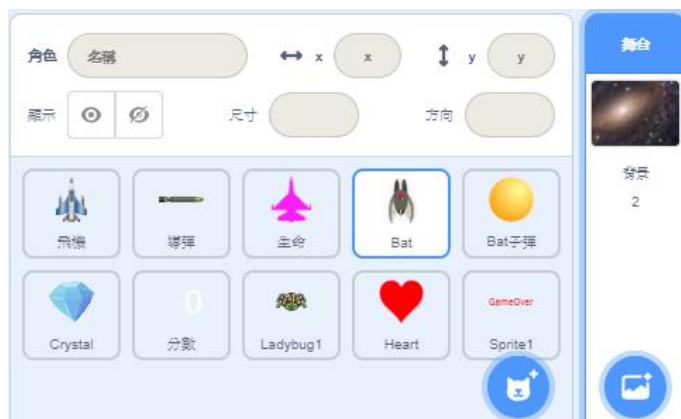 角色 名稱 x x y y
顯示 尺寸 方向
飛機 導彈 生命 Bat Bat子彈
0
GameOver
Crystal 分數 Ladybug1 Heart Sprite1
舞台
背景
2